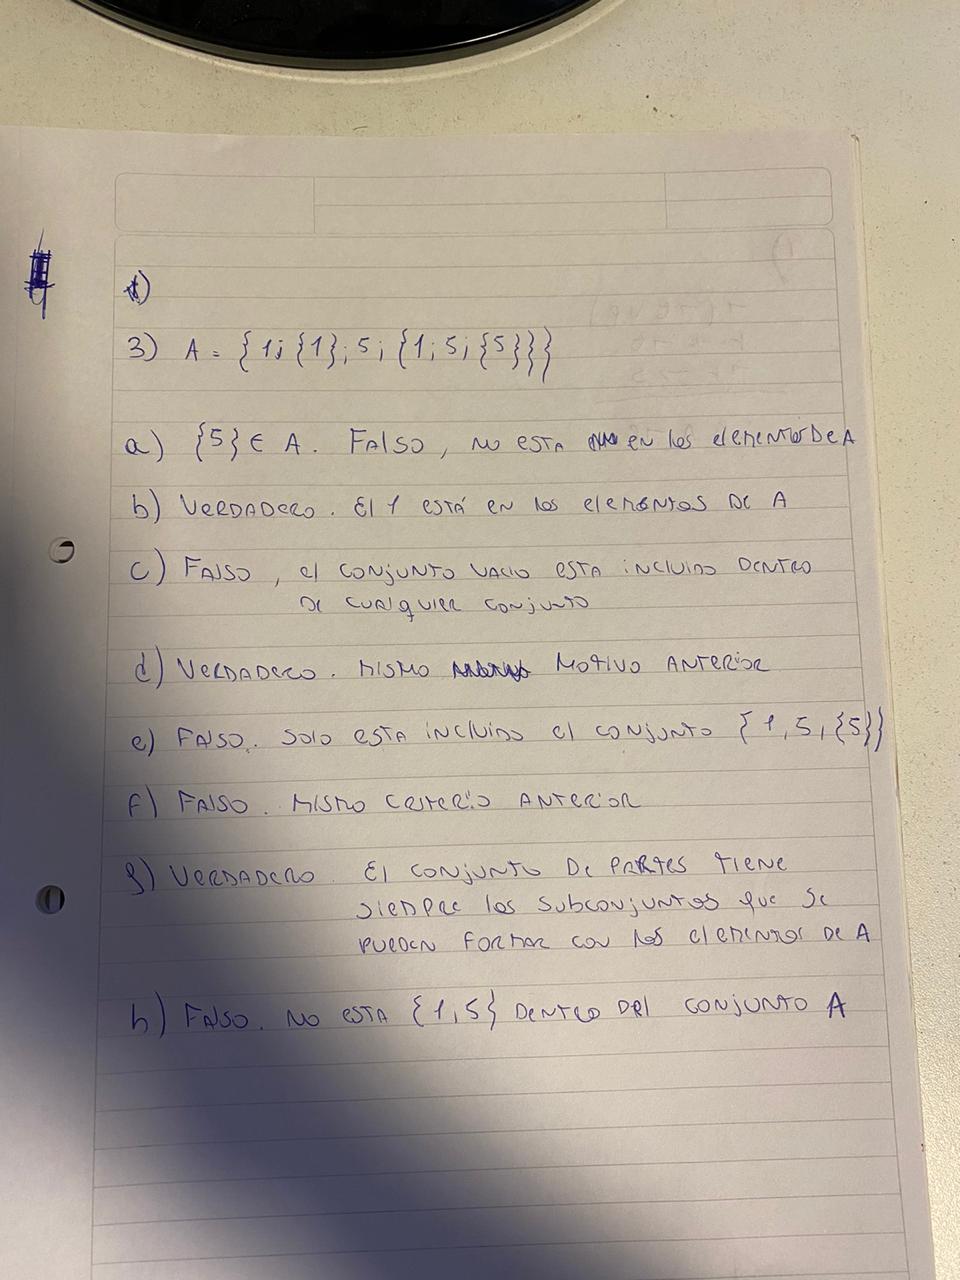 3) A = {1; {1}; 5; {1; 5; {5}}}
a) {5} ∈ A. FALSO, NO ESTA en los elementos De A
b) VERDADERO. El 1 ESTÁ EN los elementos DE A
c) FALSO, el CONJUNTO VACIO ESTA INCLUIDO DENTRO
DE CUALQUIER CONJUNTO
d) VERDADERO. MISMO MOTIVO ANTERIOR
e) FALSO. SOLO ESTA INCLUIDO el CONJUNTO {1, 5, {5}}
f) FALSO. MISMO CRITERIO ANTERIOR
g) VERDADERO. El CONJUNTO DE PARTES TIENE
SIEMPRE los SUBCONJUNTOS QUE SE
PUEDEN FORMAR CON los elementos DE A
h) FALSO. NO ESTA {1,5} DENTRO DEL CONJUNTO A